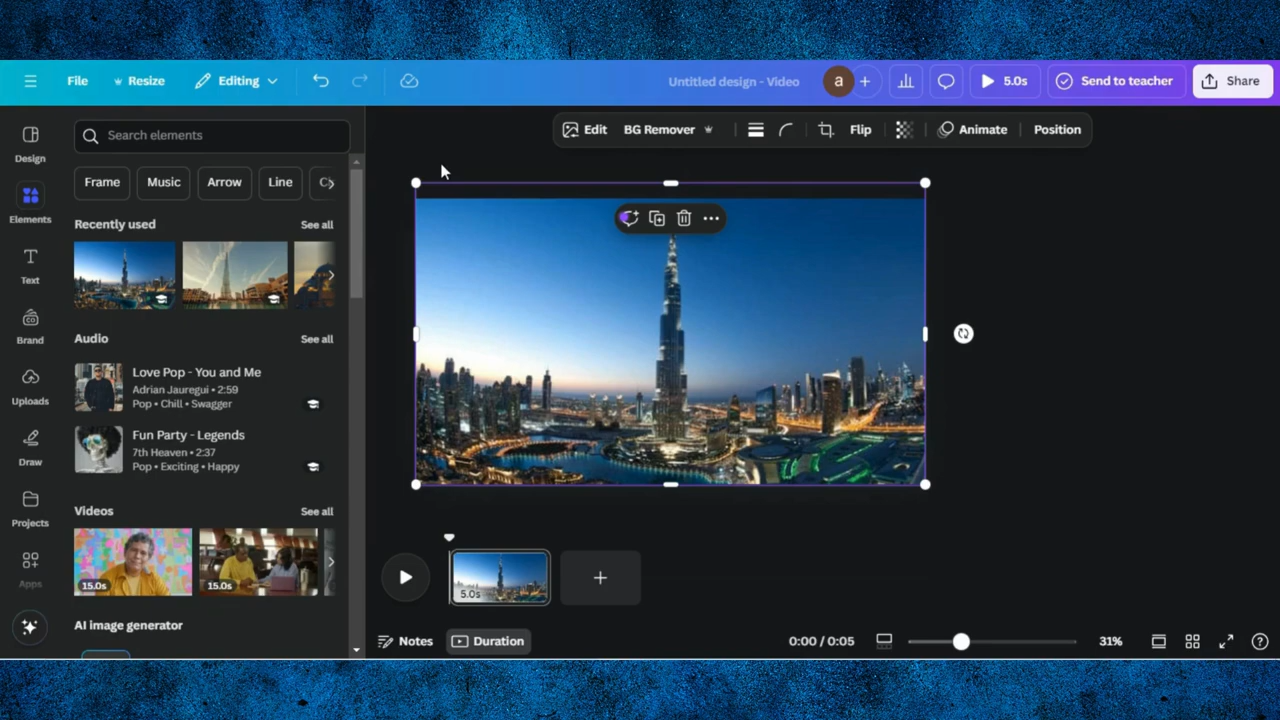 File
Resize
Editing
Untitled design - Video
a
5.0s
Send to teacher
Share
Design
Elements
Text
Brand
Uploads
Draw
Projects
Apps
Search elements
Frame
Music
Arrow
Line
Recently used
See all
Audio
See all
Love Pop - You and Me
Adrian Jauregui • 2:59
Pop • Chill • Swagger
Fun Party - Legends
7th Heaven • 2:37
Pop • Exciting • Happy
Videos
See all
15.0s
15.0s
AI image generator
Edit
BG Remover
Flip
Animate
Position
5.0s
Notes
Duration
0:00 / 0:05
31%